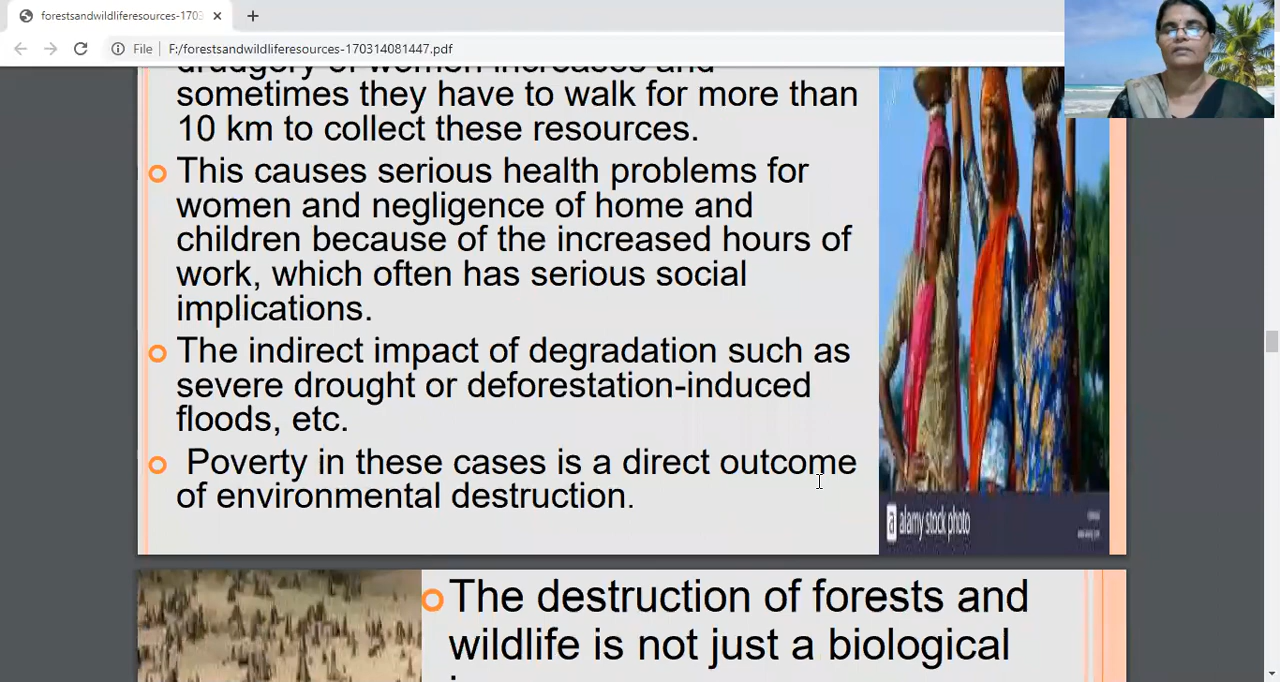 forestsandwildliferesources-1703
File
F:/forestsandwildliferesources-170314081447.pdf
drudgery of women increases and
sometimes they have to walk for more than
10 km to collect these resources.
This causes serious health problems for
women and negligence of home and
children because of the increased hours of
work, which often has serious social
implications.
The indirect impact of degradation such as
severe drought or deforestation-induced
floods, etc.
Poverty in these cases is a direct outcome
of environmental destruction.
a alamy stock photo
The destruction of forests and
wildlife is not just a biological